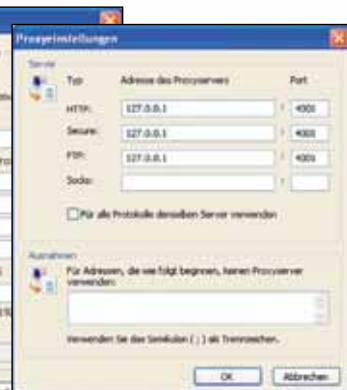 Proxyeinstellungen
Server
Typ Adresse des Proxyservers Port
HTTP: 127.0.0.1 : 4001
Secure: 127.0.0.1 : 4001
FTP: 127.0.0.1 : 4001
Socks: :
Für alle Protokolle denselben Server verwenden
Ausnahmen
Für Adressen, die wie folgt beginnen, keinen Proxyserver
verwenden:
Verwenden Sie das Semikolon ( ; ) als Trennzeichen.
OK Abbrechen